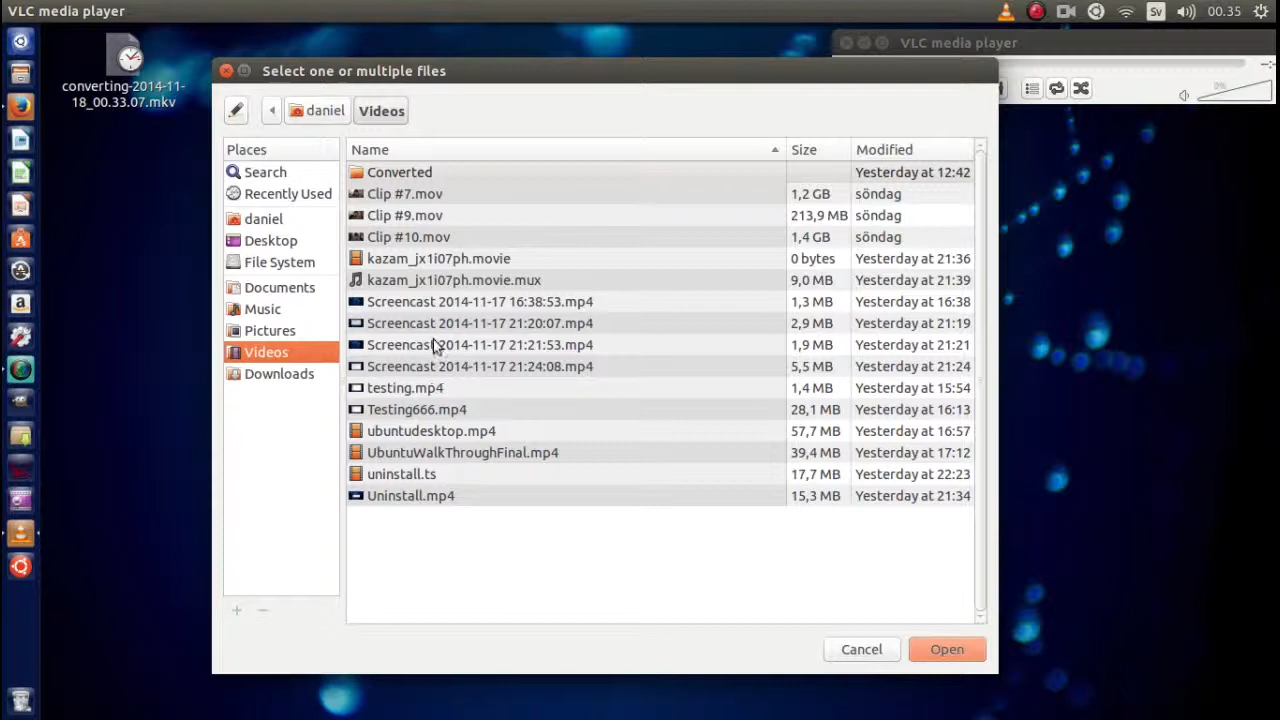 VLC media player
Sv
00.35
converting-2014-11-
18_00.33.07.mkv
VLC media player
0%
Select one or multiple files
daniel
Videos
Places
Search
Recently Used
daniel
Desktop
File System
Documents
Music
Pictures
Videos
Downloads
Name Size Modified
Converted Yesterday at 12:42
Clip #7.mov 1,2 GB söndag
Clip #9.mov 213,9 MB söndag
Clip #10.mov 1,4 GB söndag
kazam_jx1i07ph.movie 0 bytes Yesterday at 21:36
kazam_jx1i07ph.movie.mux 9,0 MB Yesterday at 21:39
Screencast 2014-11-17 16:38:53.mp4 1,3 MB Yesterday at 16:38
Screencast 2014-11-17 21:20:07.mp4 2,9 MB Yesterday at 21:19
Screencast 2014-11-17 21:21:53.mp4 1,9 MB Yesterday at 21:21
Screencast 2014-11-17 21:24:08.mp4 5,5 MB Yesterday at 21:24
testing.mp4 1,4 MB Yesterday at 15:54
Testing666.mp4 28,1 MB Yesterday at 16:13
ubuntudesktop.mp4 57,7 MB Yesterday at 16:57
UbuntuWalkThroughFinal.mp4 39,4 MB Yesterday at 17:12
uninstall.ts 17,7 MB Yesterday at 22:23
Uninstall.mp4 15,3 MB Yesterday at 21:34
Cancel
Open